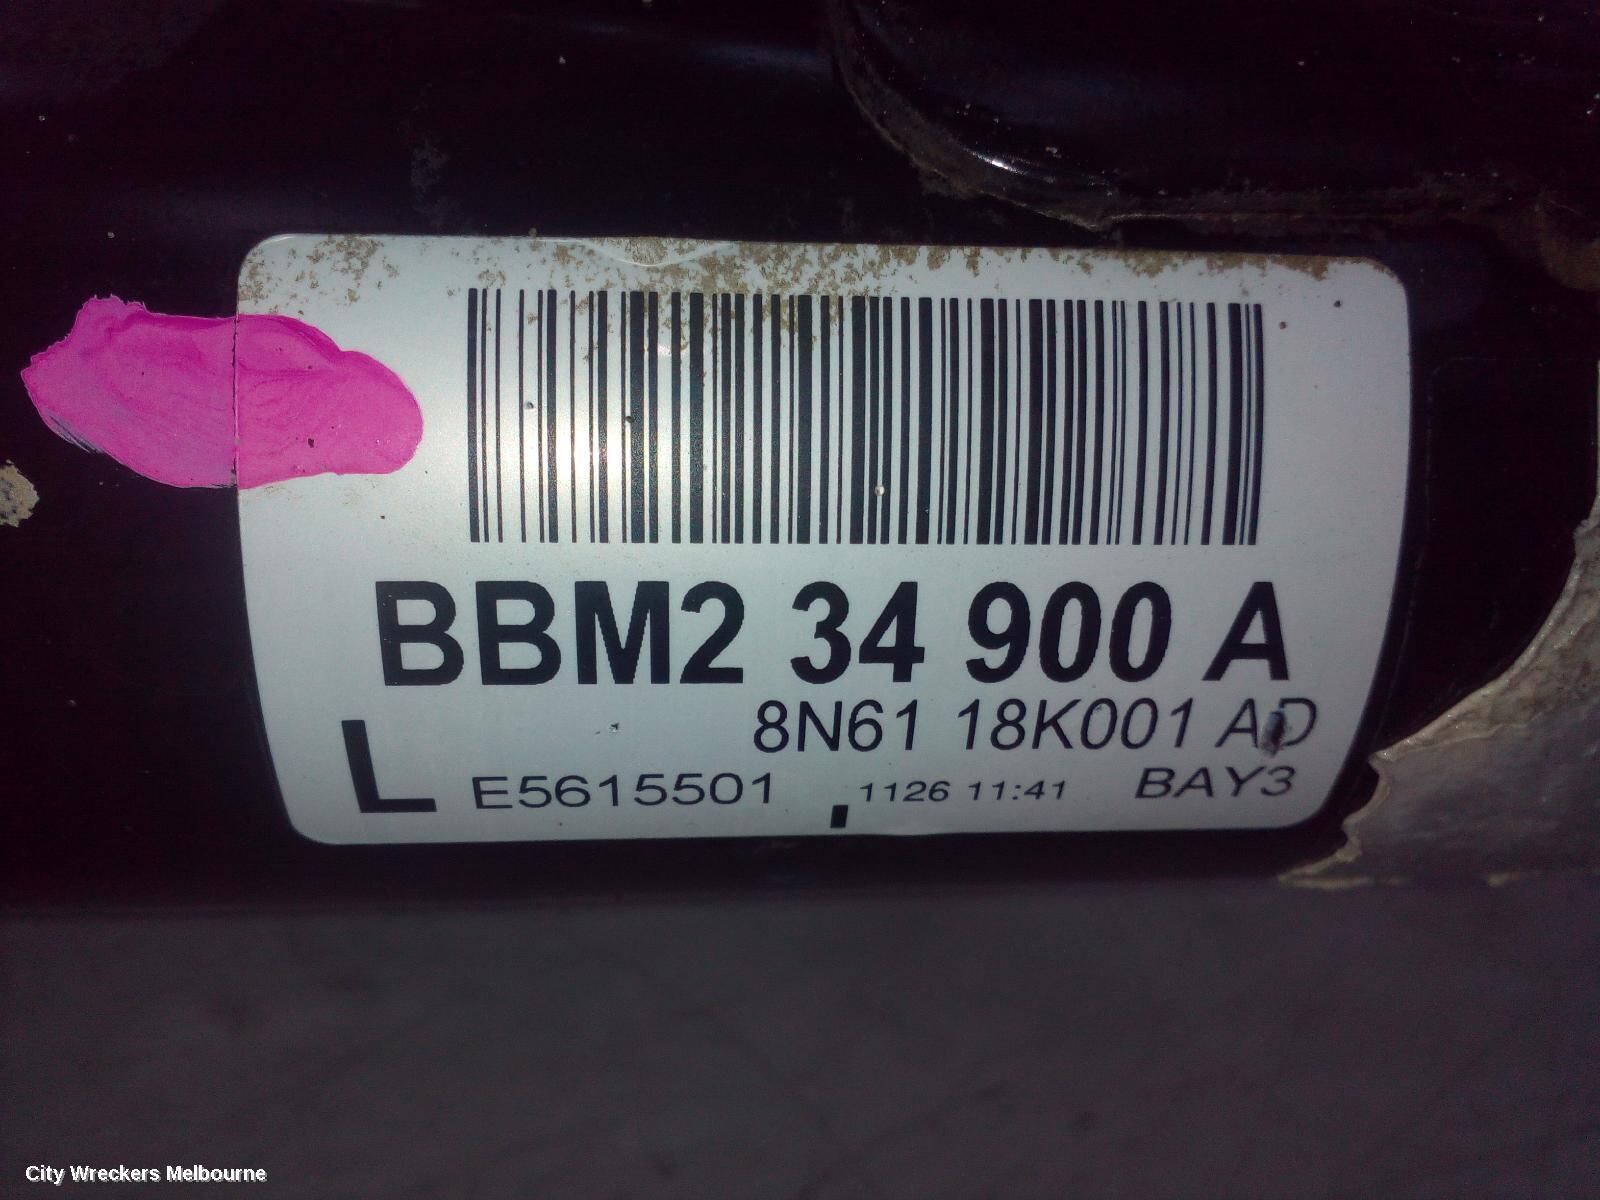 BBM2 34 900 A
8N61 18K001 AD
L E5615501 1126 11:41 BAY3
City Wreckers Melbourne